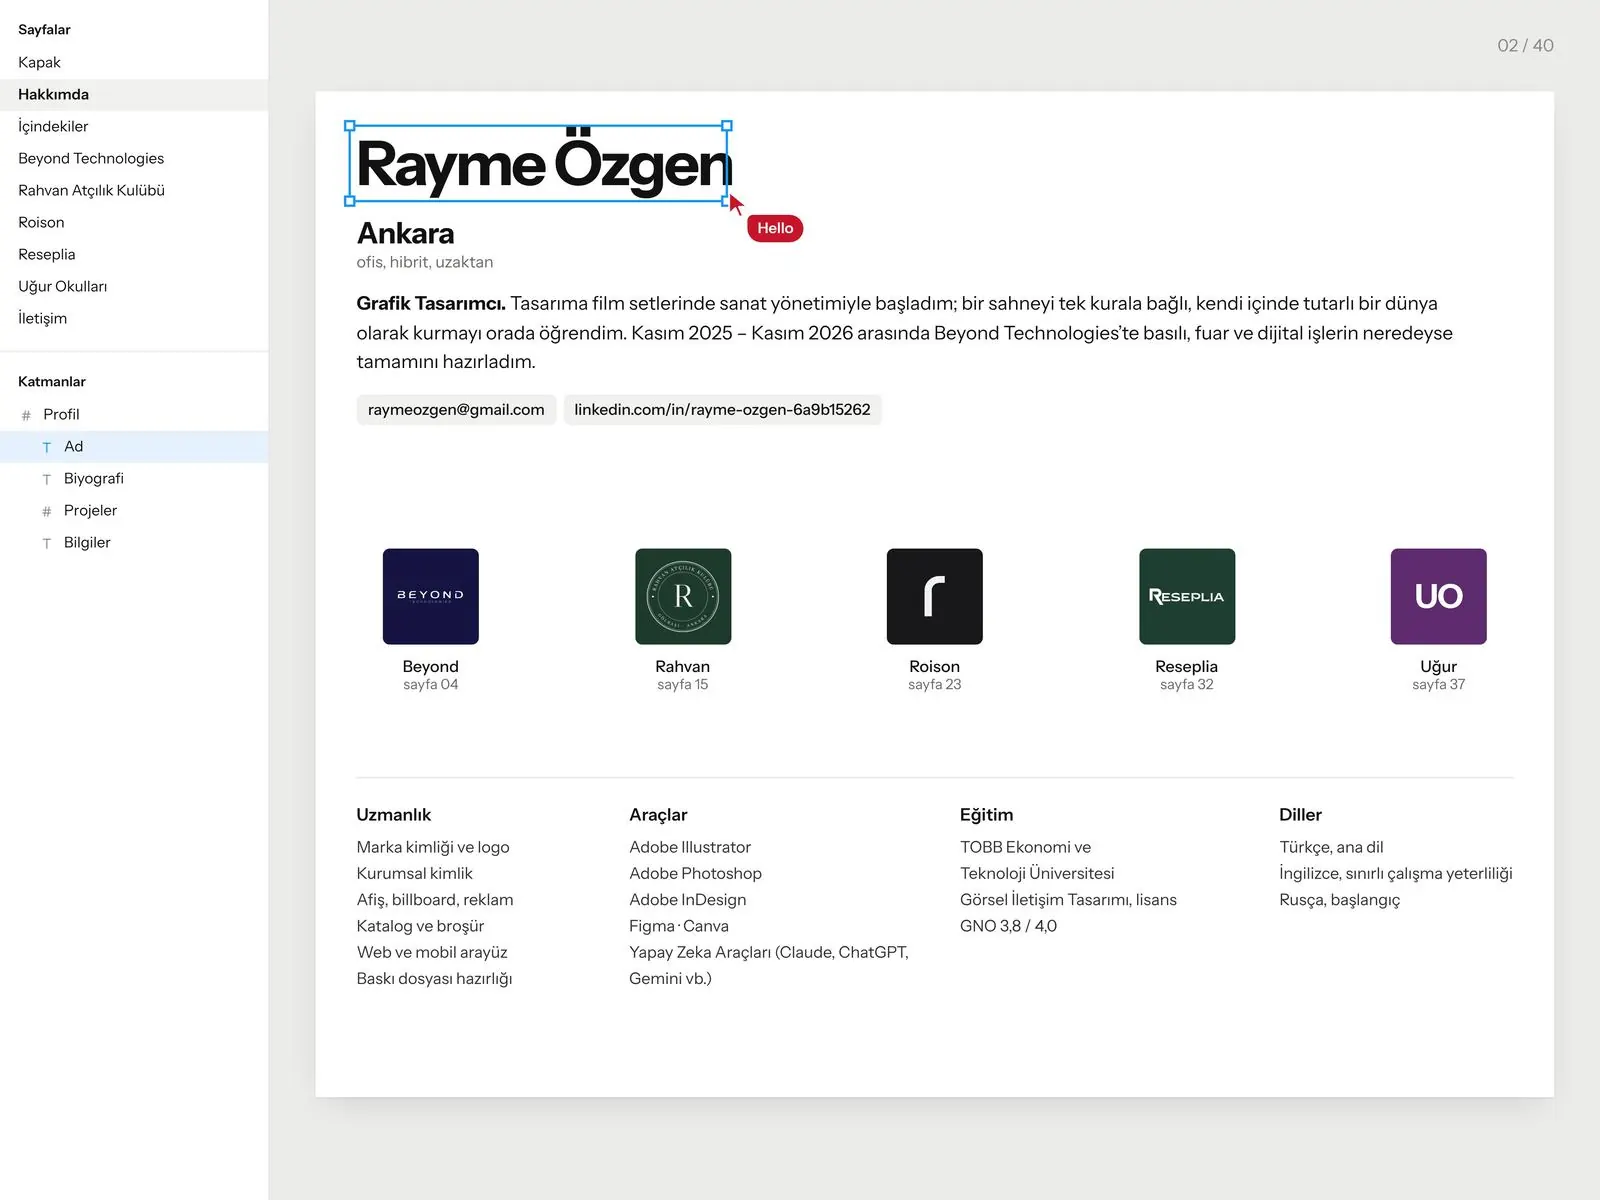 Sayfalar
Kapak
Hakkımda
İçindekiler
Beyond Technologies
Rahvan Atçılık Kulübü
Roison
Reseplia
Uğur Okulları
İletişim
Katmanlar
# Profil
T Ad
T Biyografi
# Projeler
T Bilgiler
02 / 40
Rayme Özgen
Hello
Ankara
ofis, hibrit, uzaktan
Grafik Tasarımcı. Tasarıma film setlerinde sanat yönetimiyle başladım; bir sahneyi tek kurala bağlı, kendi içinde tutarlı bir dünya
olarak kurmayı orada öğrendim. Kasım 2025 – Kasım 2026 arasında Beyond Technologies'te basılı, fuar ve dijital işlerin neredeyse
tamamını hazırladım.
raymeozgen@gmail.com linkedin.com/in/rayme-ozgen-6a9b15262
BEYOND
TECHNOLOGIES
Beyond
sayfa 04
RAHVAN ATÇILIK KULÜBÜ
R
GÖLBAŞI · ANKARA
Rahvan
sayfa 15
r
Roison
sayfa 23
RESEPLIA
Reseplia
sayfa 32
UO
Uğur
sayfa 37
Uzmanlık
Marka kimliği ve logo
Kurumsal kimlik
Afiş, billboard, reklam
Katalog ve broşür
Web ve mobil arayüz
Baskı dosyası hazırlığı
Araçlar
Adobe Illustrator
Adobe Photoshop
Adobe InDesign
Figma · Canva
Yapay Zeka Araçları (Claude, ChatGPT,
Gemini vb.)
Eğitim
TOBB Ekonomi ve
Teknoloji Üniversitesi
Görsel İletişim Tasarımı, lisans
GNO 3,8 / 4,0
Diller
Türkçe, ana dil
İngilizce, sınırlı çalışma yeterliliği
Rusça, başlangıç